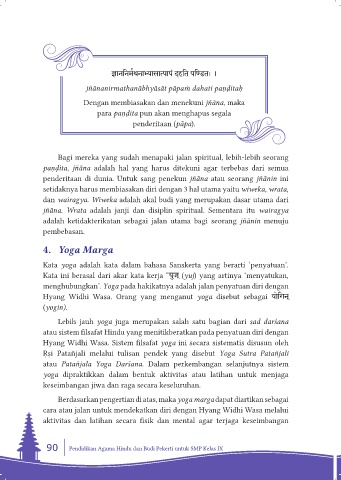 ज्ञाननिर्मथनाभ्यासात्पापं दहति पण्डितः ।
jñānanirmathanābhyāsāt pāpaṁ dahati paṇḍitaḥ
Dengan membiasakan dan menekuni jñāna, maka
para paṇḍita pun akan menghapus segala
penderitaan (pāpa).
Bagi mereka yang sudah menapaki jalan spiritual, lebih-lebih seorang
paṇḍita, jñāna adalah hal yang harus ditekuni agar terbebas dari semua
penderitaan di dunia. Untuk sang penekun jñāna atau seorang jñānin ini
setidaknya harus membiasakan diri dengan 3 hal utama yaitu wiweka, wrata,
dan wairagya. Wiweka adalah akal budi yang merupakan dasar utama dari
jñāna. Wrata adalah janji dan disiplin spiritual. Sementara itu wairagya
adalah ketidakterikatan sebagai jalan utama bagi seorang jñānin menuju
pembebasan.
4. Yoga Marga
Kata yoga adalah kata dalam bahasa Sanskerta yang berarti 'penyatuan'.
Kata ini berasal dari akar kata kerja √युज् (yuj) yang artinya 'menyatukan,
menghubungkan'. Yoga pada hakikatnya adalah jalan penyatuan diri dengan
Hyang Widhi Wasa. Orang yang menganut yoga disebut sebagai योगिन्
(yogin).
Lebih jauh yoga juga merupakan salah satu bagian dari ṣaḍ darśana
atau sistem filsafat Hindu yang menitikberatkan pada penyatuan diri dengan
Hyang Widhi Wasa. Sistem filsafat yoga ini secara sistematis disusun oleh
Ṛṣi Patañjali melalui tulisan pendek yang disebut Yoga Sutra Patañjali
atau Patañjala Yoga Darśana. Dalam perkembangan selanjutnya sistem
yoga dipraktikkan dalam bentuk aktivitas atau latihan untuk menjaga
keseimbangan jiwa dan raga secara keseluruhan.
Berdasarkan pengertian di atas, maka yoga marga dapat diartikan sebagai
cara atau jalan untuk mendekatkan diri dengan Hyang Widhi Wasa melalui
aktivitas dan latihan secara fisik dan mental agar terjaga keseimbangan
90 Pendidikan Agama Hindu dan Budi Pekerti untuk SMP Kelas IX